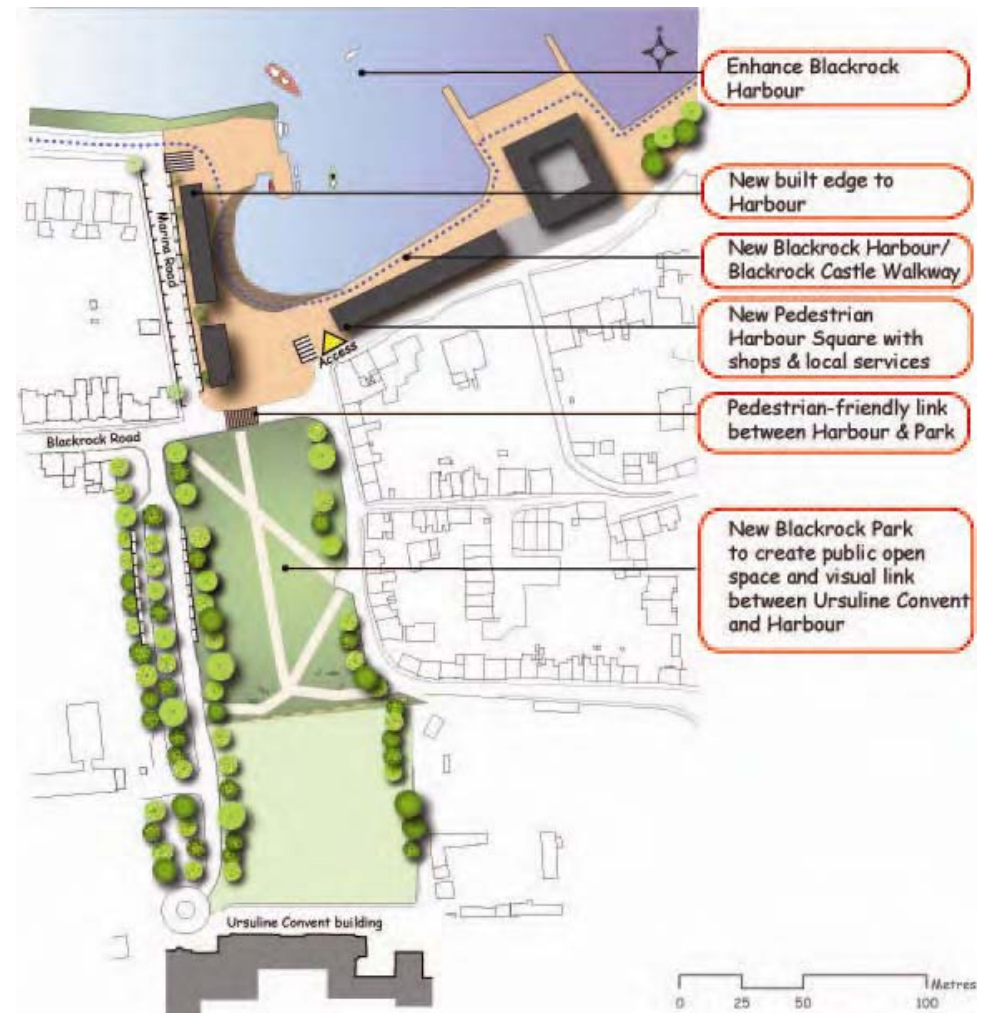 Enhance Blackrock
Harbour
New built edge to
Harbour
New Blackrock Harbour/
Blackrock Castle Walkway
New Pedestrian
Harbour Square with
shops & local services
Pedestrian-friendly link
between Harbour & Park
New Blackrock Park
to create public open
space and visual link
between Ursuline Convent
and Harbour
Marina Road
Access
Blackrock Road
Ursuline Convent building
Metres
0 25 50 100